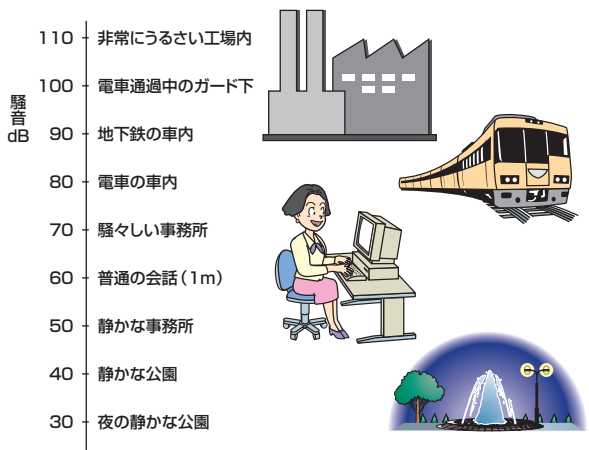 騒音
dB
110 非常にうるさい工場内
100 電車通過中のガード下
90 地下鉄の車内
80 電車の車内
70 騒々しい事務所
60 普通の会話（1m）
50 静かな事務所
40 静かな公園
30 夜の静かな公園